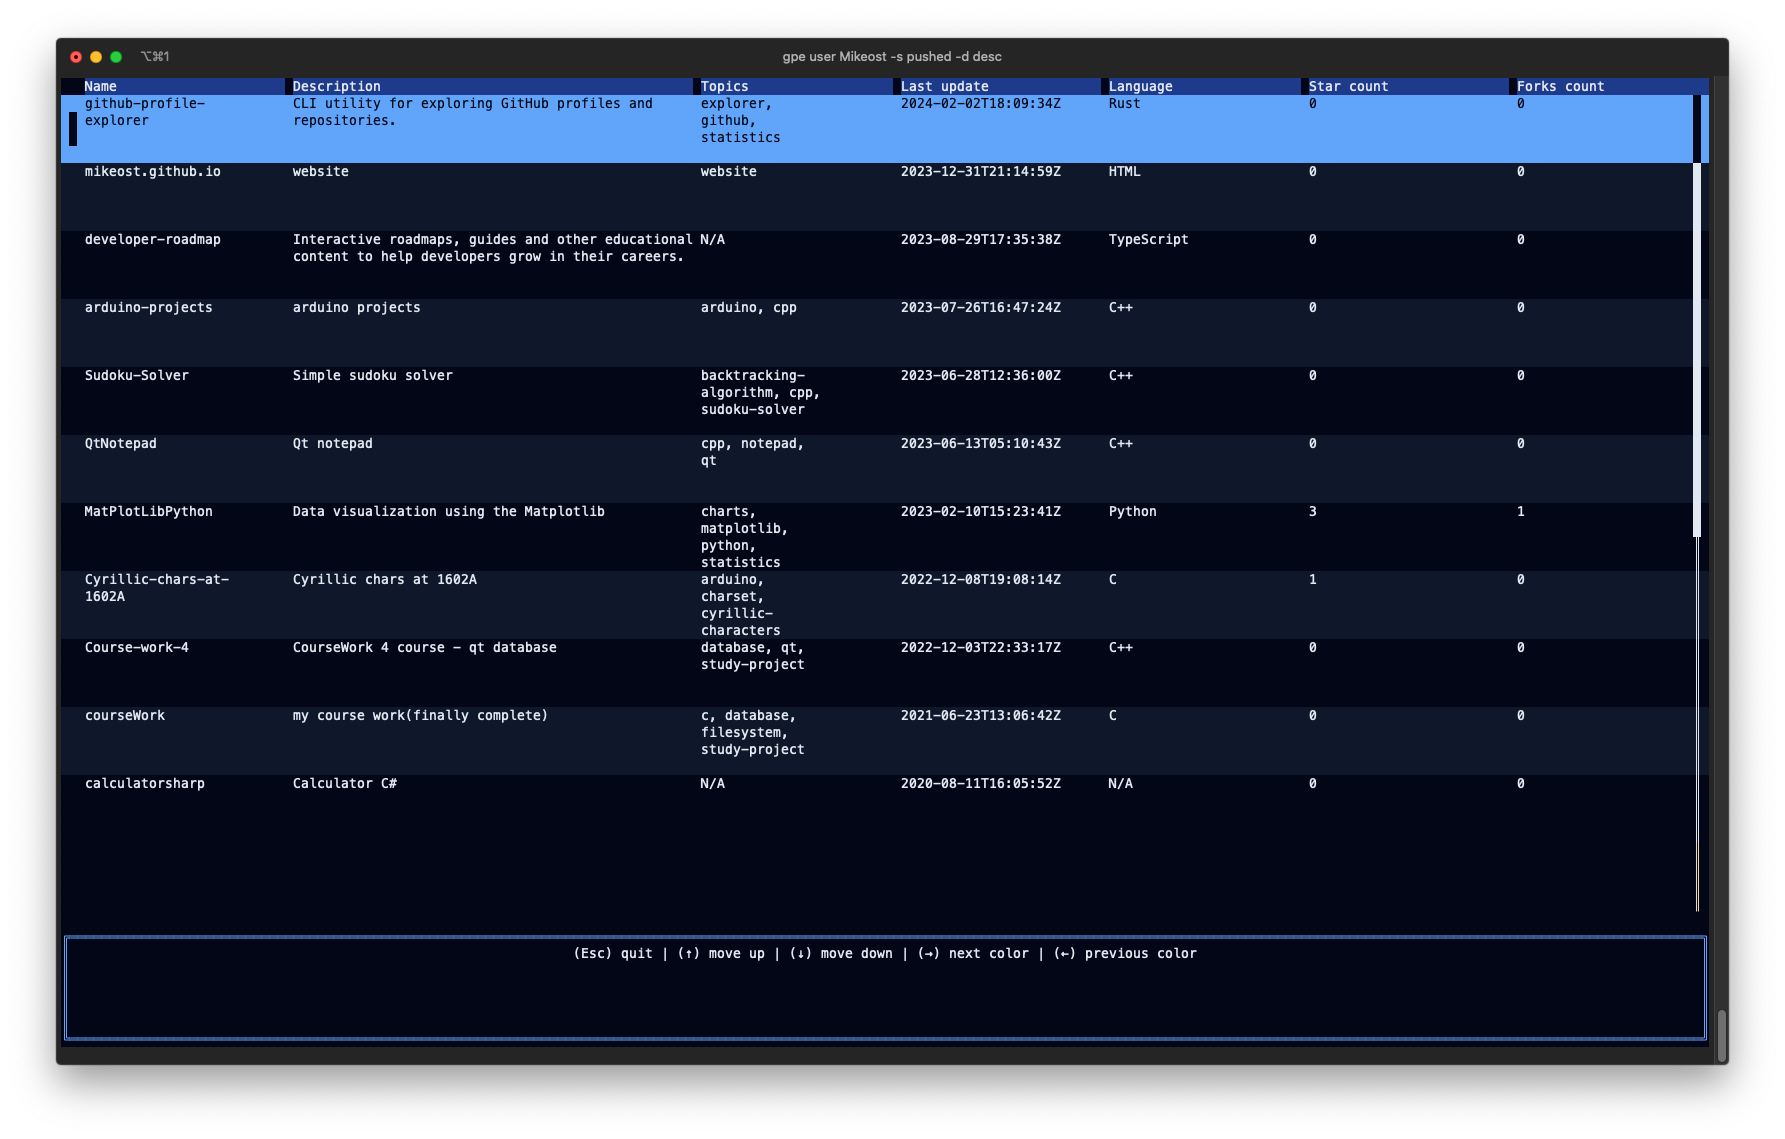 ⌥⌘1 gpe user Mikeost -s pushed -d desc
Name Description Topics Last update Language Star count Forks count
github-profile- CLI utility for exploring GitHub profiles and explorer, 2024-02-02T18:09:34Z Rust 0 0
explorer repositories. github,
statistics
mikeost.github.io website website 2023-12-31T21:14:59Z HTML 0 0
developer-roadmap Interactive roadmaps, guides and other educational N/A 2023-08-29T17:35:38Z TypeScript 0 0
content to help developers grow in their careers.
arduino-projects arduino projects arduino, cpp 2023-07-26T16:47:24Z C++ 0 0
Sudoku-Solver Simple sudoku solver backtracking- 2023-06-28T12:36:00Z C++ 0 0
algorithm, cpp,
sudoku-solver
QtNotepad Qt notepad cpp, notepad, 2023-06-13T05:10:43Z C++ 0 0
qt
MatPlotLibPython Data visualization using the Matplotlib charts, 2023-02-10T15:23:41Z Python 3 1
matplotlib,
python,
statistics
Cyrillic-chars-at- Cyrillic chars at 1602A arduino, 2022-12-08T19:08:14Z C 1 0
1602A charset,
cyrillic-
characters
Course-work-4 CourseWork 4 course - qt database database, qt, 2022-12-03T22:33:17Z C++ 0 0
study-project
courseWork my course work(finally complete) c, database, 2021-06-23T13:06:42Z C 0 0
filesystem,
study-project
calculatorsharp Calculator C# N/A 2020-08-11T16:05:52Z N/A 0 0
(Esc) quit | (↑) move up | (↓) move down | (→) next color | (←) previous color